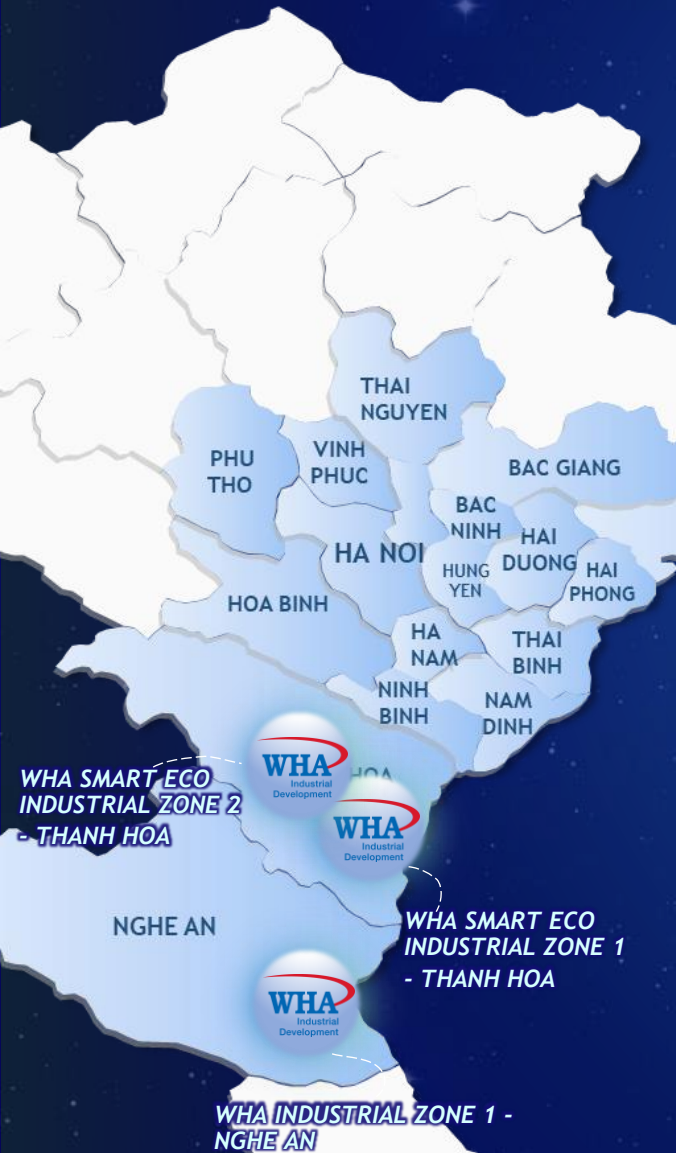 THAI
NGUYEN
PHU
THO
VINH
PHUC
BAC GIANG
BAC
NINH
HAI
DUONG
HA NOI
HUNG
YEN
HAI
PHONG
HOA BINH
HA
NAM
THAI
BINH
NINH
BINH
NAM
DINH
WHA
Industrial
Development
HOA
WHA SMART ECO
INDUSTRIAL ZONE 2
- THANH HOA
WHA
Industrial
Development
NGHE AN
WHA SMART ECO
INDUSTRIAL ZONE 1
- THANH HOA
WHA
Industrial
Development
WHA INDUSTRIAL ZONE 1 -
NGHE AN